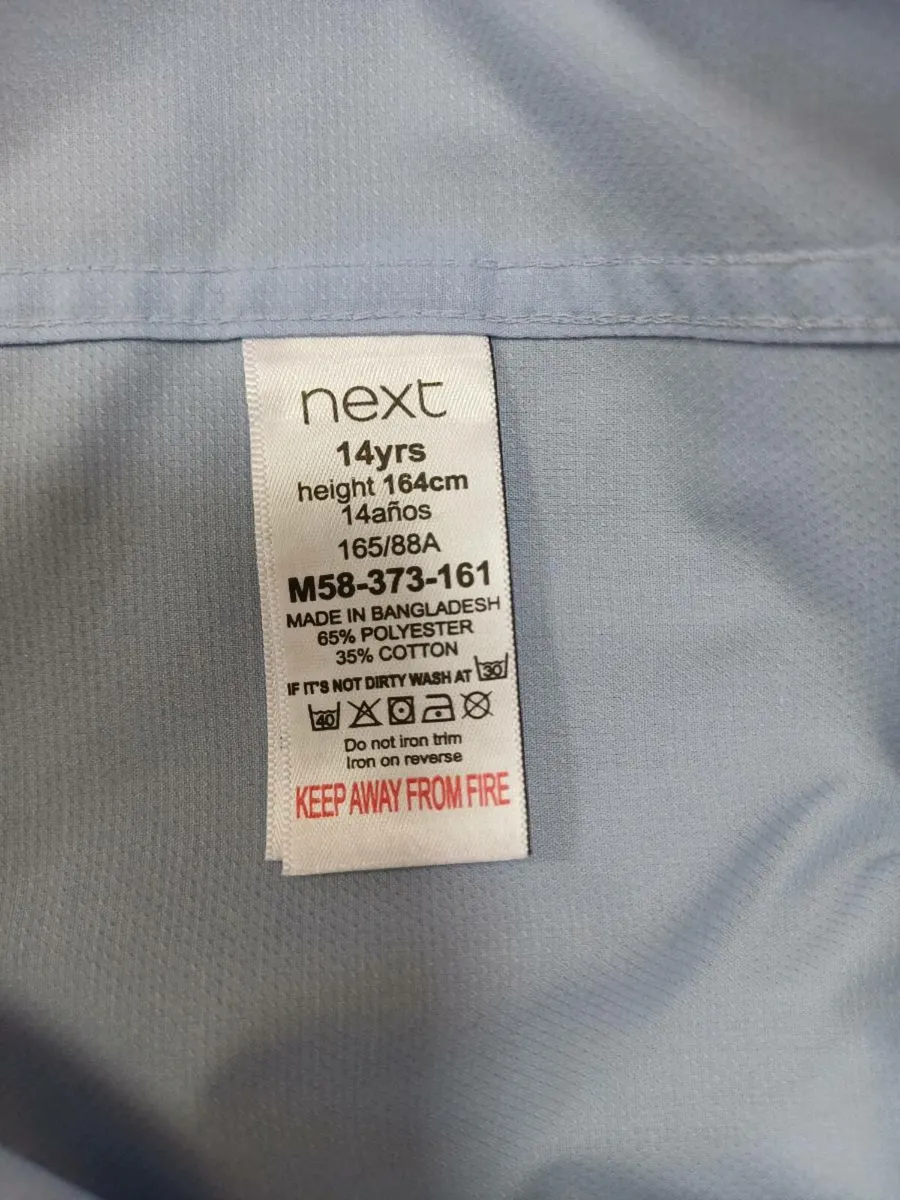 next
14yrs
height 164cm
14años
165/88A
M58-373-161
MADE IN BANGLADESH
65% POLYESTER
35% COTTON
IF IT'S NOT DIRTY WASH AT 30
40
Do not iron trim
Iron on reverse
KEEP AWAY FROM FIRE